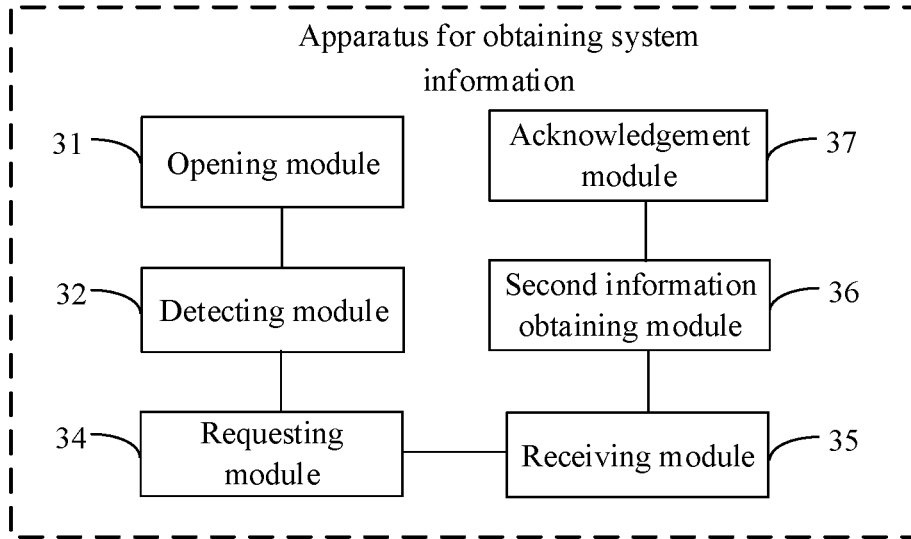 Apparatus for obtaining system
information
31
Opening module
Acknowledgement
module
37
32
Detecting module
Second information
obtaining module
36
34
Requesting
module
Receiving module
35